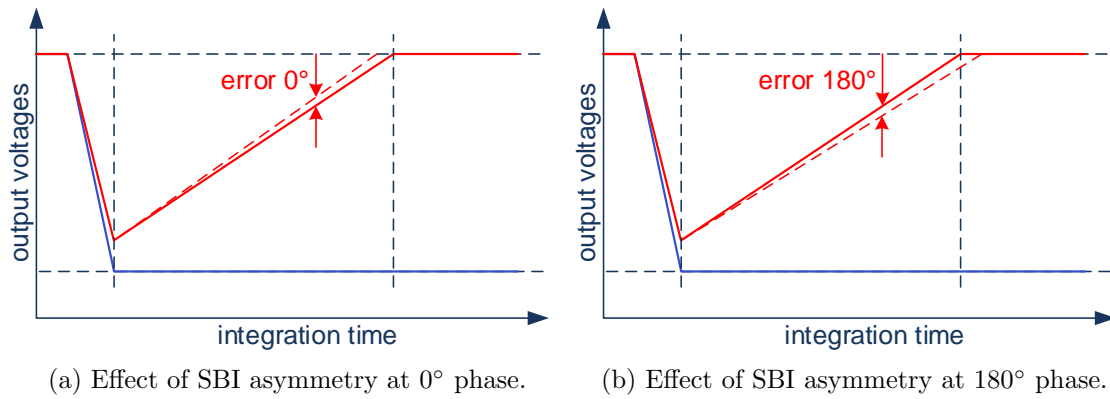 output voltages
error 0°
integration time
(a) Effect of SBI asymmetry at 0° phase.
output voltages
error 180°
integration time
(b) Effect of SBI asymmetry at 180° phase.